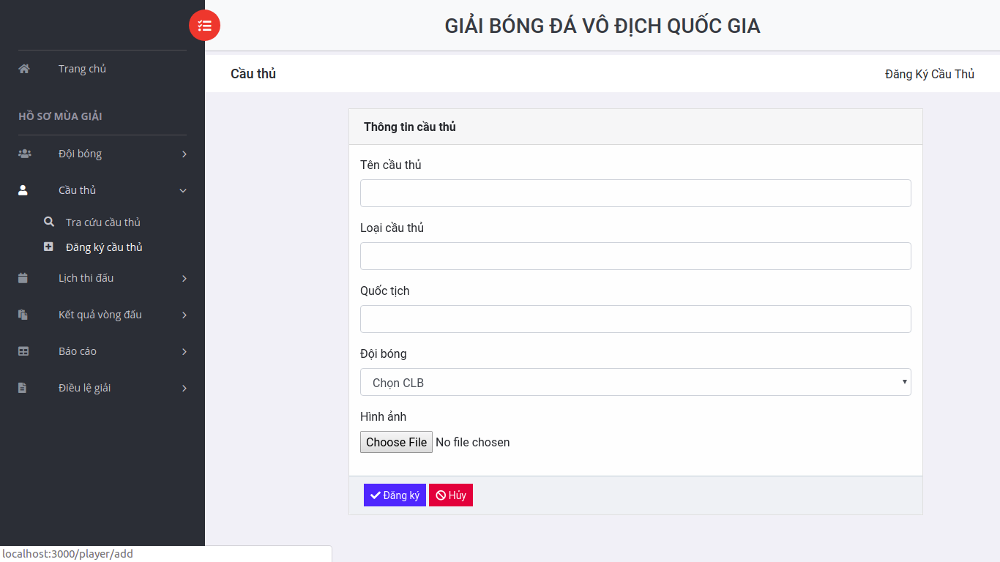 GIẢI BÓNG ĐÁ VÔ ĐỊCH QUỐC GIA
Trang chủ
HỒ SƠ MÙA GIẢI
Đội bóng
Cầu thủ
Tra cứu cầu thủ
Đăng ký cầu thủ
Lịch thi đấu
Kết quả vòng đấu
Báo cáo
Điều lệ giải
Cầu thủ
Đăng Ký Cầu Thủ
Thông tin cầu thủ
Tên cầu thủ
Loại cầu thủ
Quốc tịch
Đội bóng
Chọn CLB
Hình ảnh
Choose File No file chosen
Đăng ký Hủy
localhost:3000/player/add